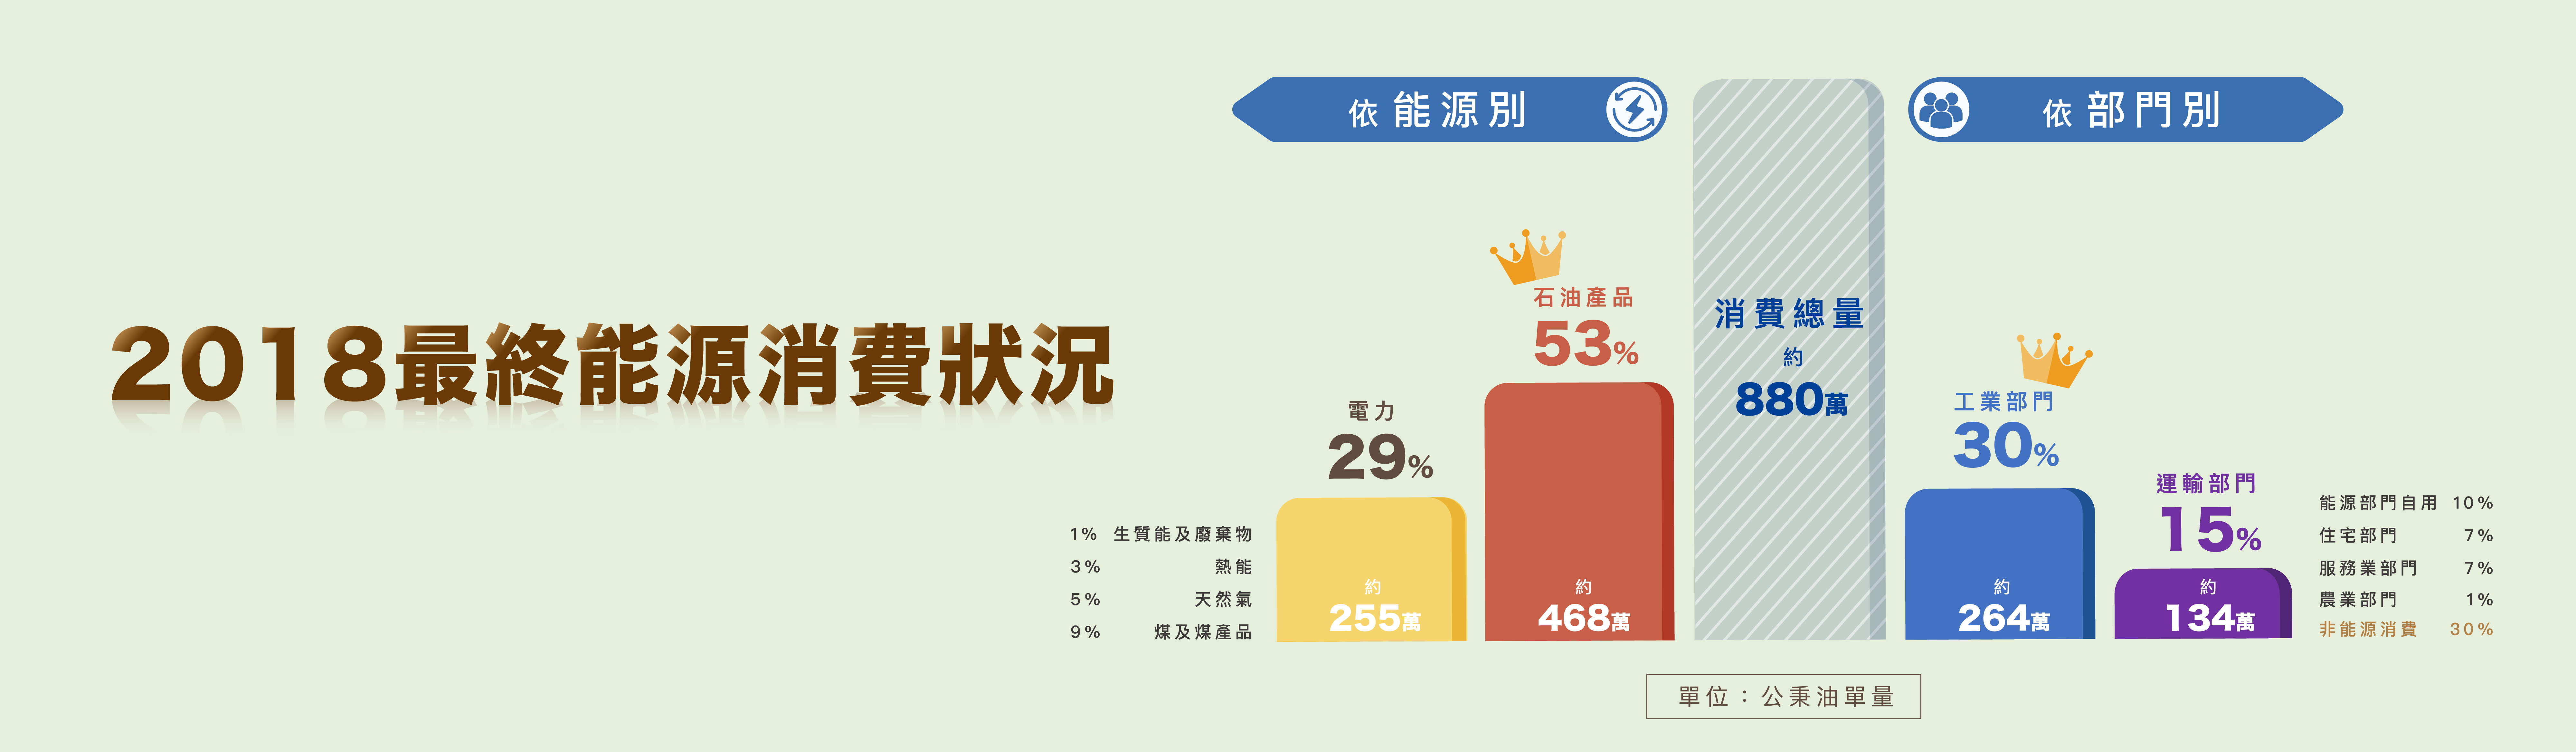 2018最終能源消費狀況
依 能源別
依 部門別
石油產品
53%
電力
29%
1% 生質能及廢棄物
3% 熱能
5% 天然氣
9% 煤及煤產品
約
255萬
約
468萬
消費總量
約
880萬
工業部門
30%
約
264萬
運輸部門
15%
約
134萬
能源部門自用 10%
住宅部門 7%
服務業部門 7%
農業部門 1%
非能源消費 30%
單位：公秉油單量